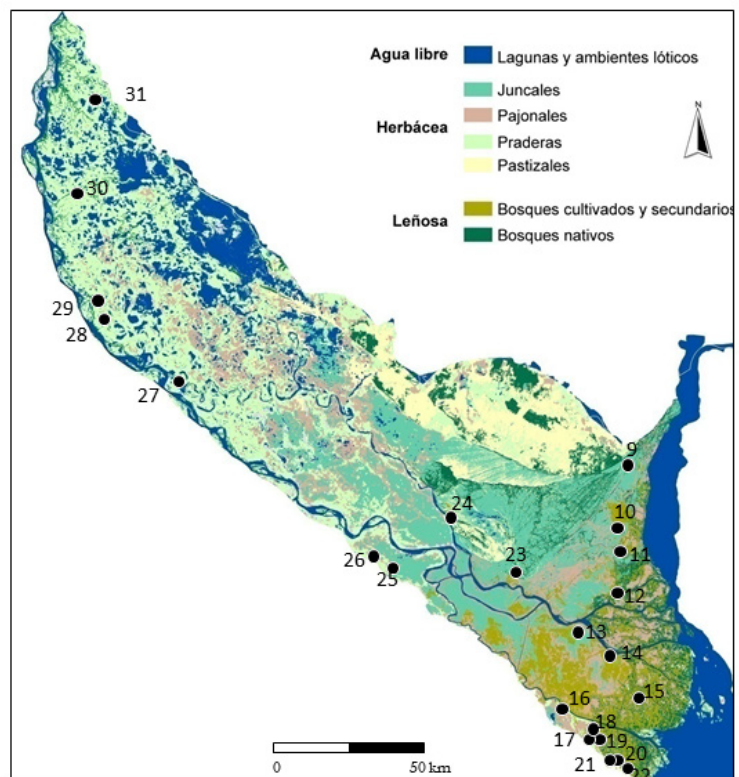 Agua libre
Lagunas y ambientes lóticos
Herbácea
Juncales
Pajonales
Praderas
Pastizales
Leñosa
Bosques cultivados y secundarios
Bosques nativos
N
31
30
29
28
27
9
24
10
11
26
25
23
12
13
14
15
16
18
17
19
21
20
22
0
50 km